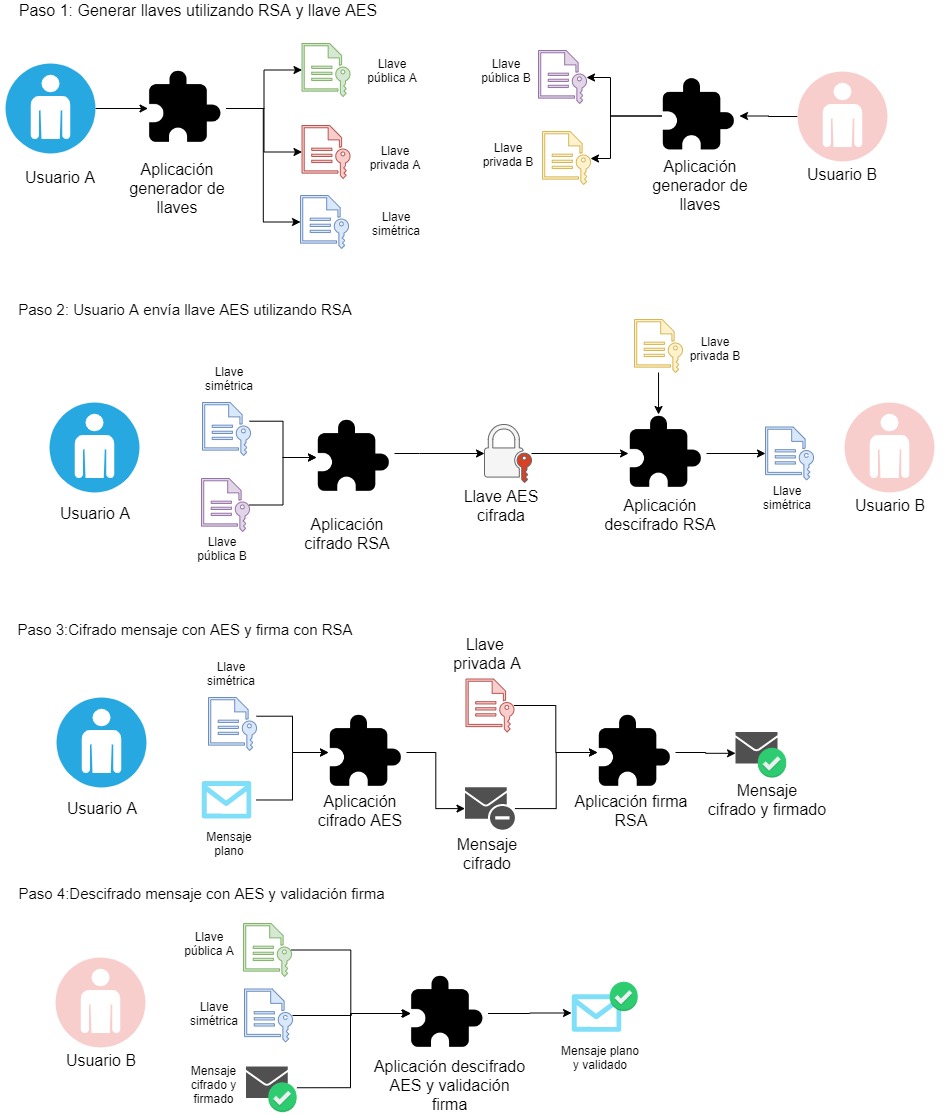 Paso 1: Generar llaves utilizando RSA y llave AES
Llave
pública A
Llave
pública B
Llave
privada A
Llave
privada B
Usuario A
Aplicación
generador de
llaves
Aplicación
generador de
llaves
Usuario B
Llave
simétrica
Paso 2: Usuario A envía llave AES utilizando RSA
Llave
privada B
Llave
simétrica
Usuario A
Llave
pública B
Aplicación
cifrado RSA
Llave AES
cifrada
Aplicación
descifrado RSA
Llave
simétrica
Usuario B
Paso 3:Cifrado mensaje con AES y firma con RSA
Llave
simétrica
Llave
privada A
Usuario A
Mensaje
plano
Aplicación
cifrado AES
Mensaje
cifrado
Aplicación firma
RSA
Mensaje
cifrado y firmado
Paso 4:Descifrado mensaje con AES y validación firma
Llave
pública A
Llave
simétrica
Usuario B
Mensaje
cifrado y
firmado
Aplicación descifrado
AES y validación
firma
Mensaje plano
y validado